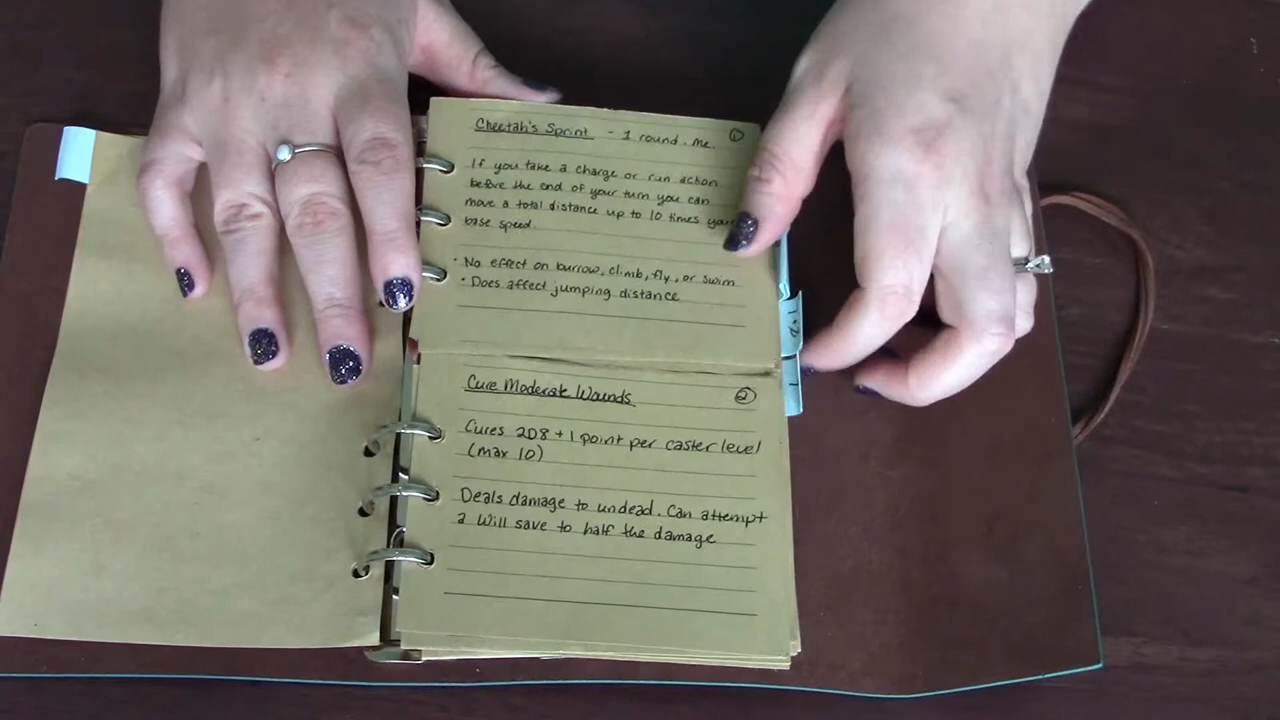 Cheetah's Sprint - 1 round. Me. 1
If you take a charge or run action
before the end of your turn you can
move a total distance up to 10 times your
base speed.
• No effect on burrow, climb, fly, or swim
• Does affect jumping distance
Cure Moderate Wounds 2
Cures 2D8 + 1 point per caster level
(max 10)
Deals damage to undead. Can attempt
a Will save to half the damage